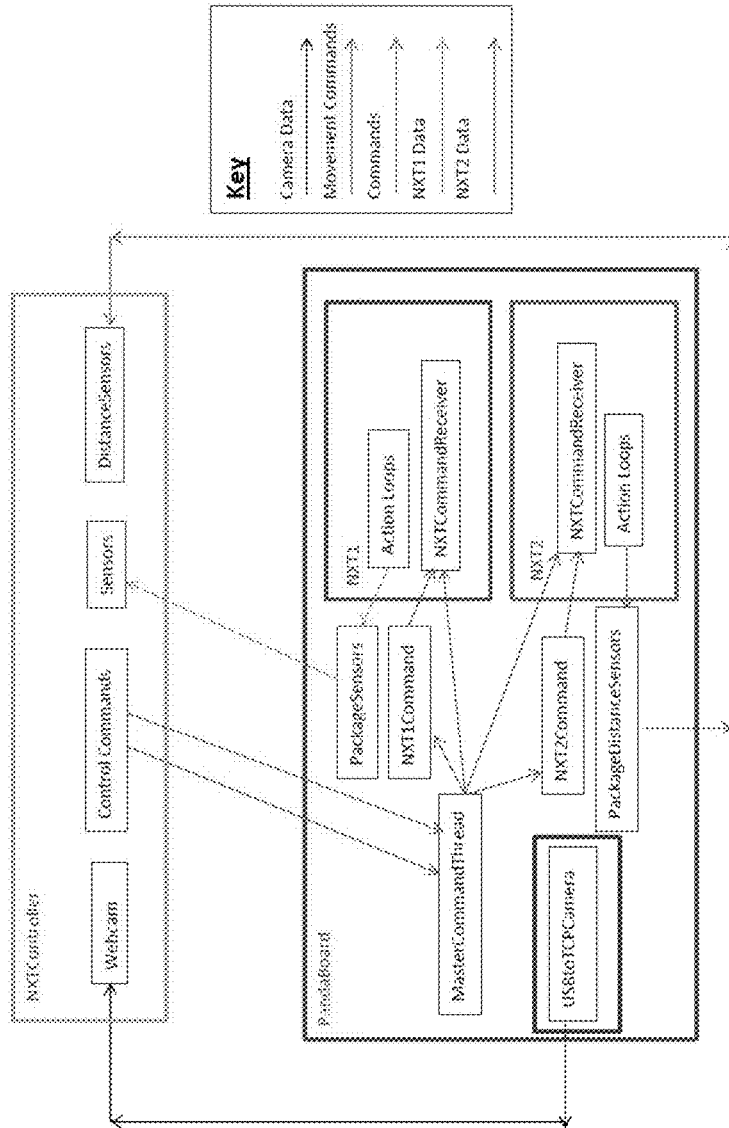 NXTController
Webcam
Control Commands
Sensors
DistanceSensors
PandaBoard
MasterCommandThread
USBtoTCPCamera
PackageSensors
NXT1Command
NXT2Command
PackageDistanceSensors
NXT1
Action Loops
NXTCommandReceiver
NXT2
NXTCommandReceiver
Action Loops
Key
Camera Data
Movement Commands
Commands
NXT1 Data
NXT2 Data